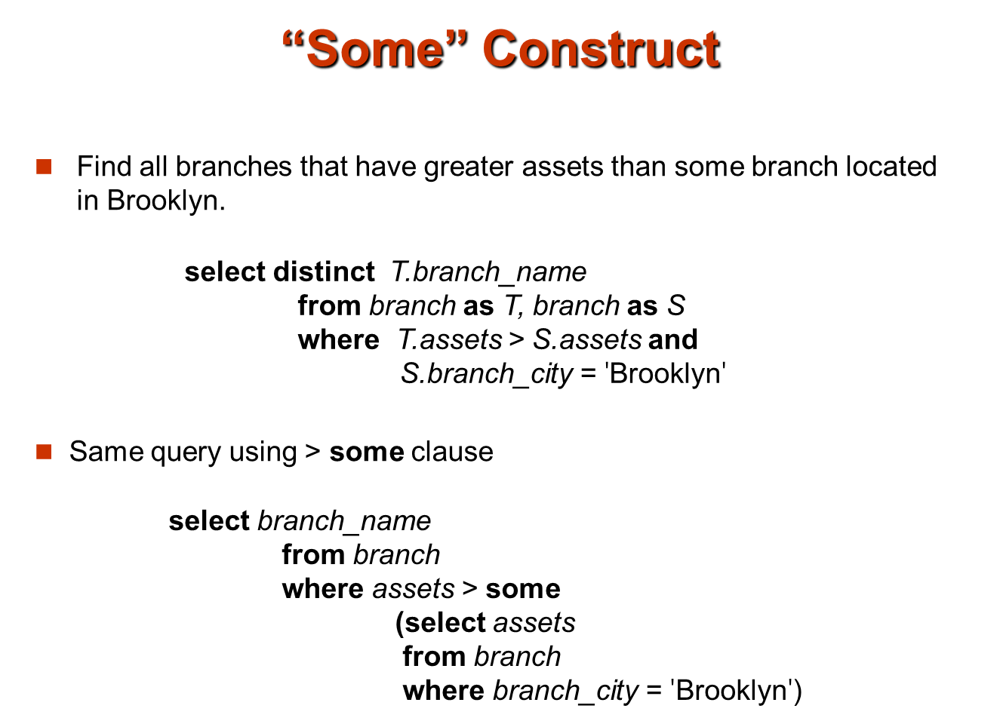 “Some” Construct
Find all branches that have greater assets than some branch located
in Brooklyn.
select distinct T.branch_name
from branch as T, branch as S
where T.assets > S.assets and
S.branch_city = 'Brooklyn'
Same query using > some clause
select branch_name
from branch
where assets > some
(select assets
from branch
where branch_city = 'Brooklyn')